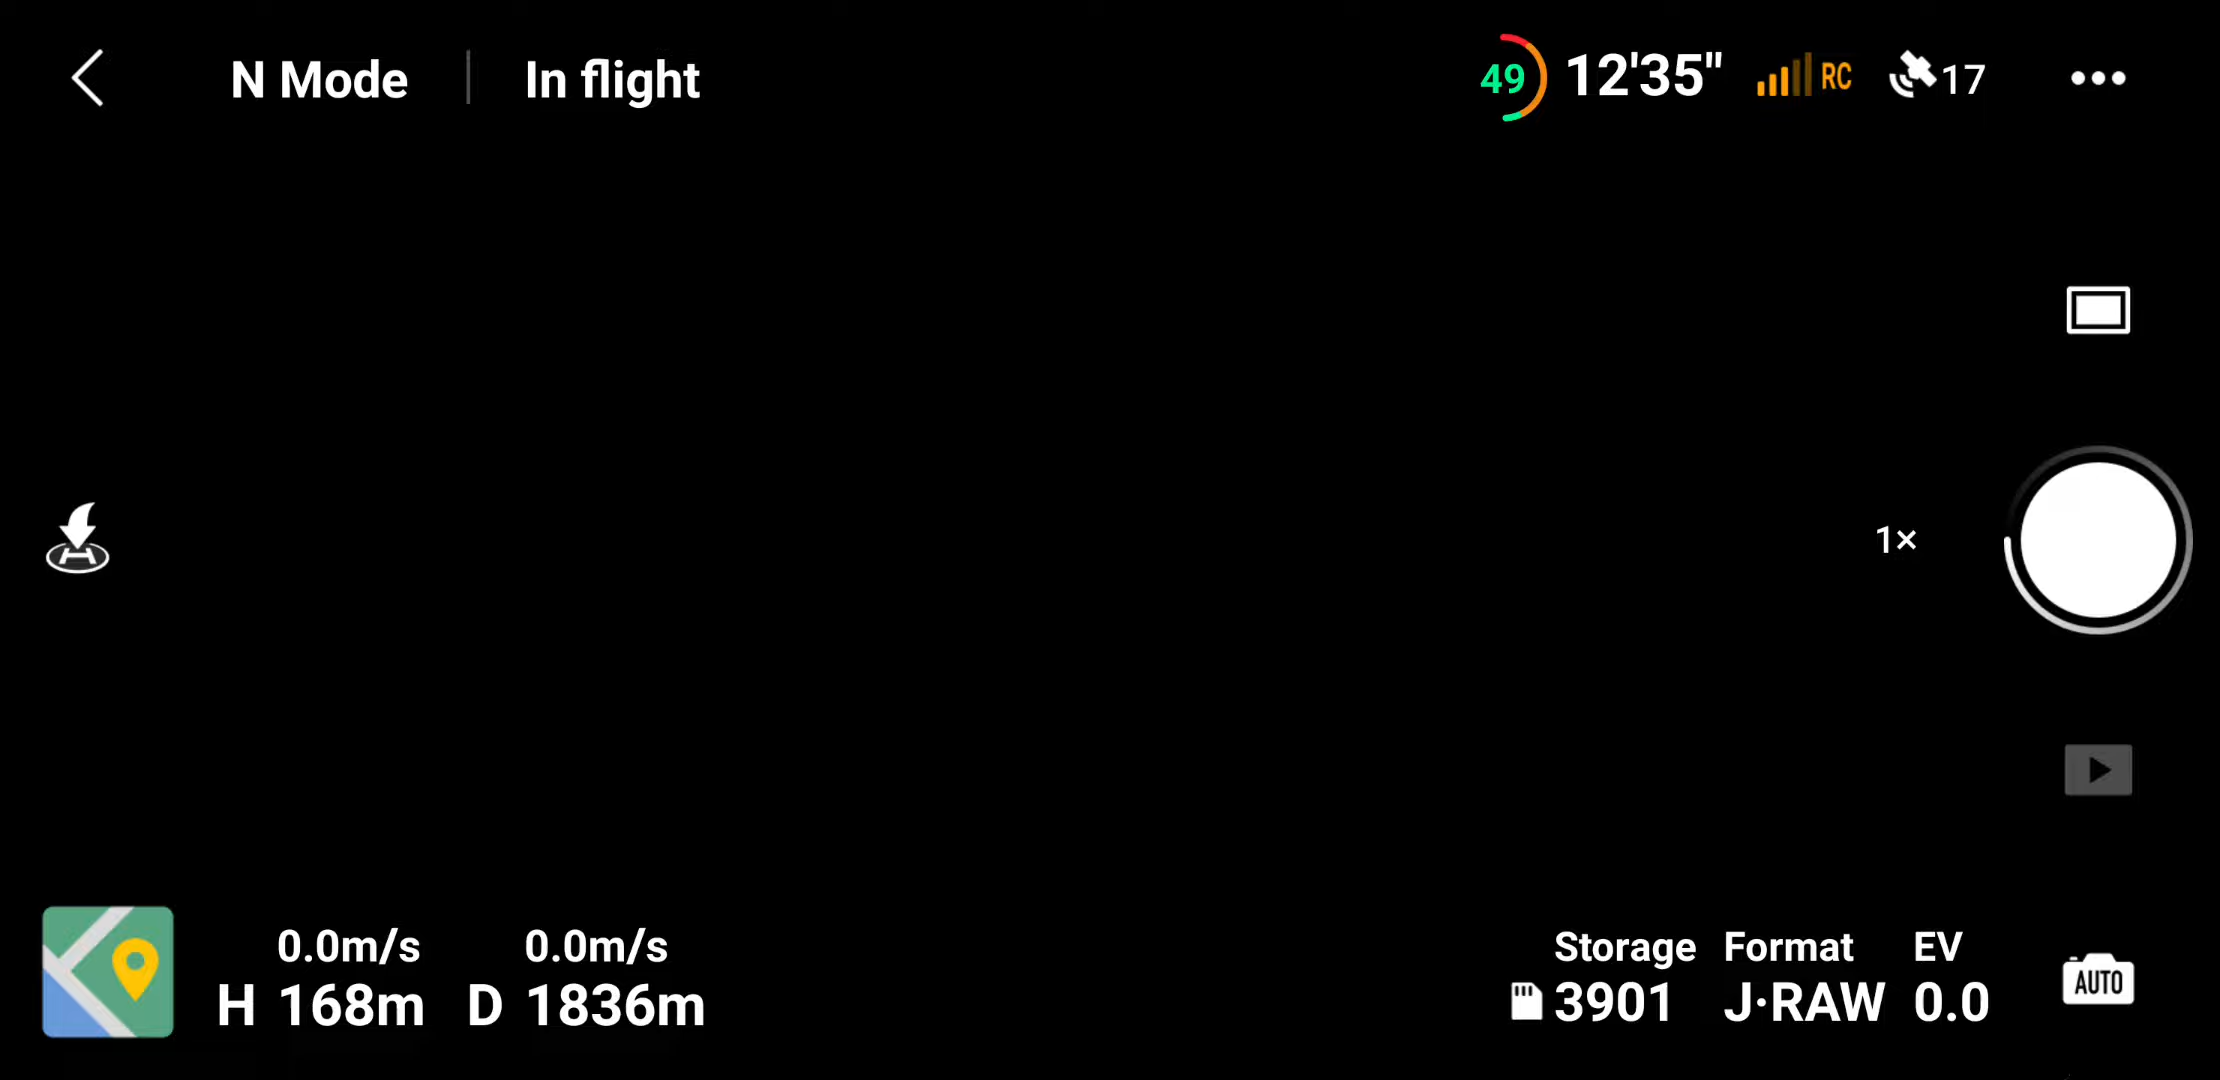 N Mode | In flight
49 12'35" RC 17
1×
0.0m/s 0.0m/s
H 168m D 1836m
Storage Format EV
3901 J·RAW 0.0
AUTO